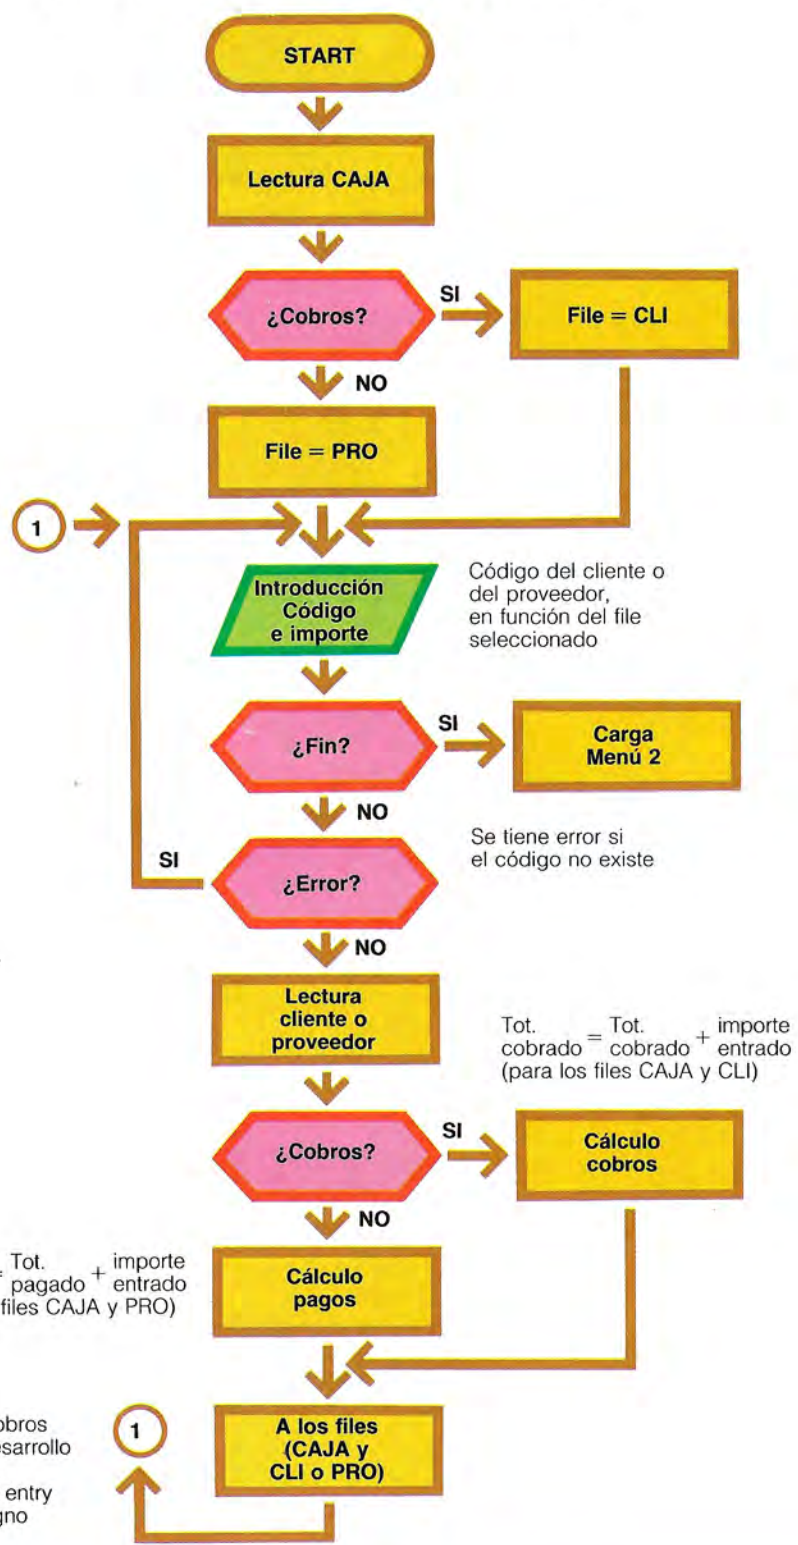 START
Lectura CAJA
¿Cobros?
SI
File = CLI
NO
File = PRO
1
Introducción
Código
e importe
Código del cliente o
del proveedor,
en función del file
seleccionado
¿Fin?
SI
Carga
Menú 2
NO
Se tiene error si
el código no existe
SI
¿Error?
NO
Lectura
cliente o
proveedor
Tot. Tot. importe
cobrado = cobrado + entrado
(para los files CAJA y CLI)
¿Cobros?
SI
Cálculo
cobros
NO
Tot. importe
= pagado + entrado
files CAJA y PRO)
Cálculo
pagos
1
A los files
(CAJA y
CLI o PRO)
entry